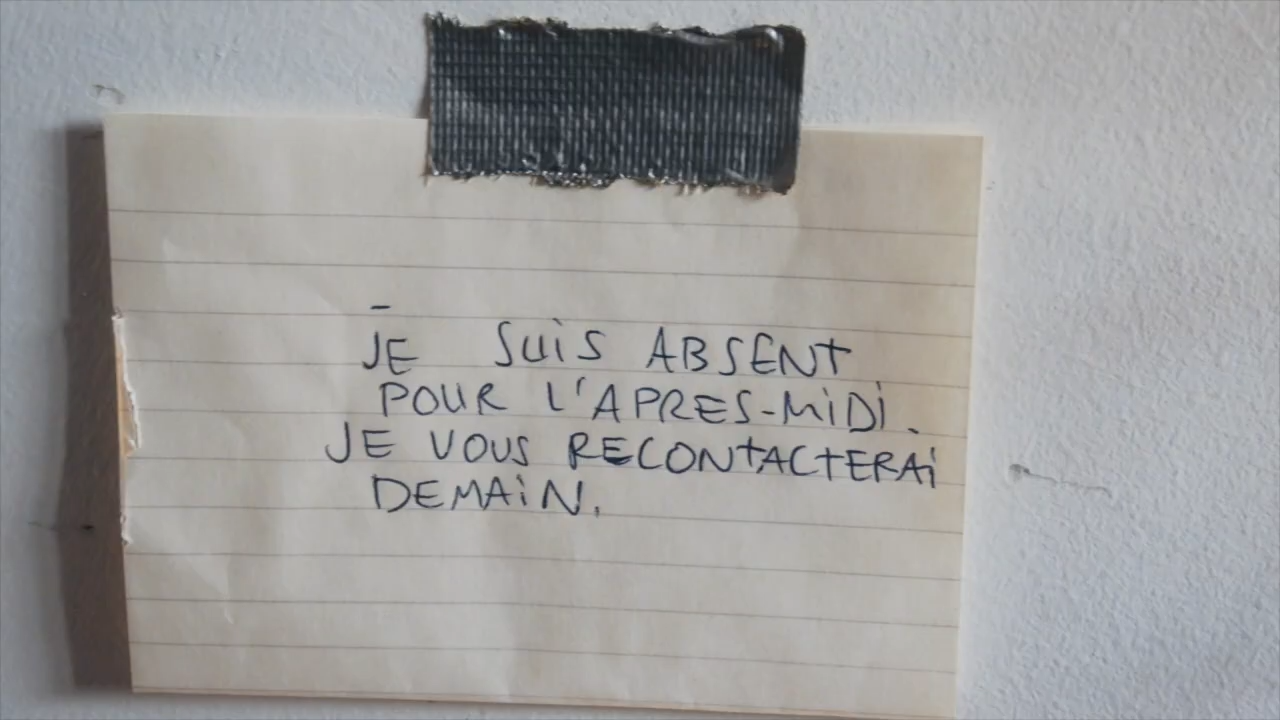 JE SUiS ABSENT
POUR L'APRES-MiDi.
JE VOUS RECONTACTERAi
DEMAiN.